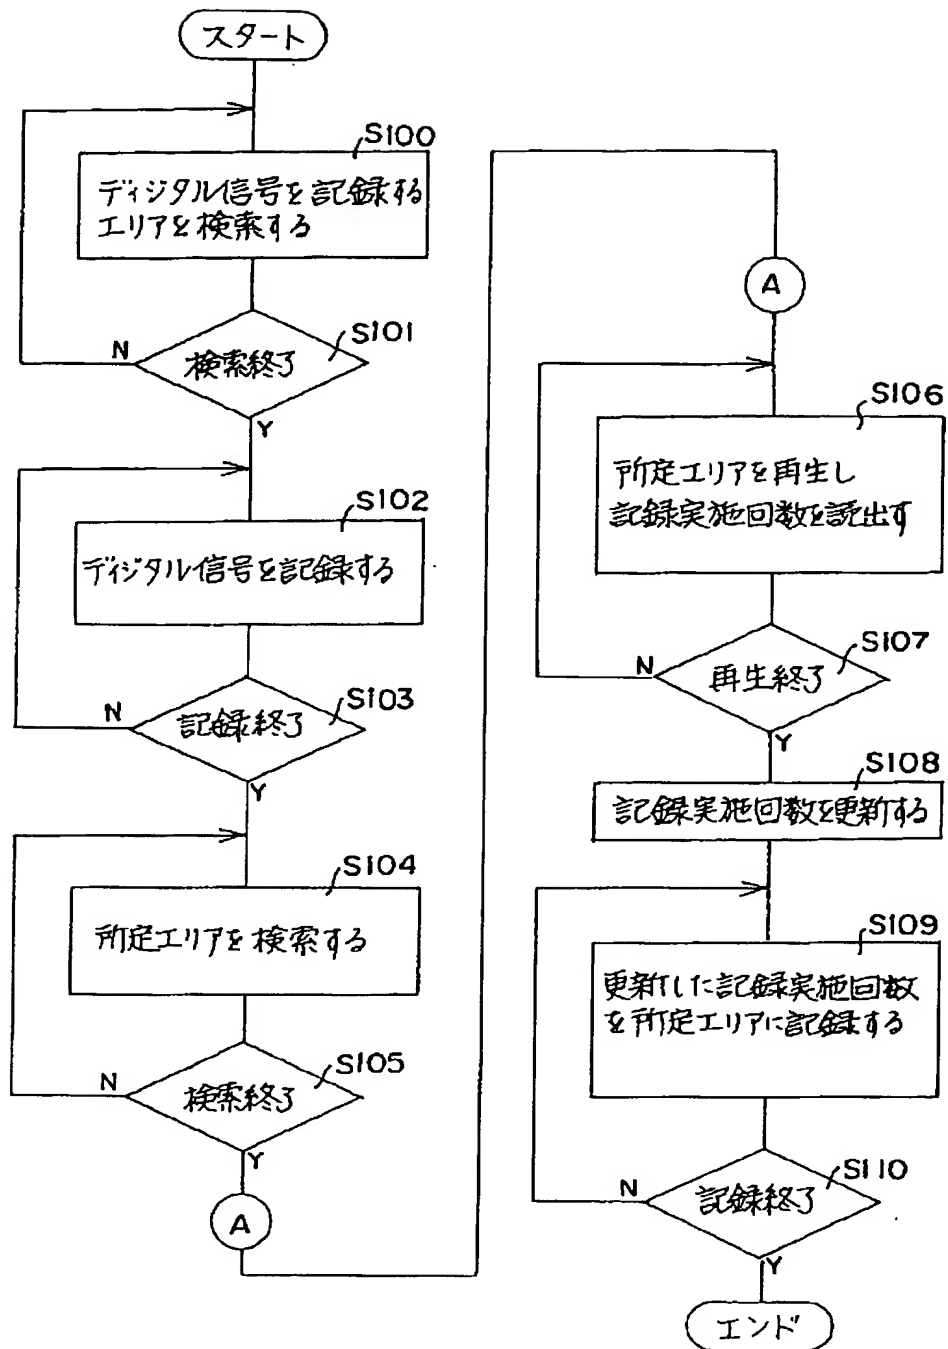 スタート
S100
ディジタル信号を記録する
エリアを検索する
S101
検索終了
N
Y
S102
ディジタル信号を記録する
S103
記録終了
N
Y
S104
所定エリアを検索する
S105
検索終了
N
Y
A
A
S106
所定エリアを再生し
記録実施回数を読出す
S107
再生終了
N
Y
S108
記録実施回数を更新する
S109
更新した記録実施回数
を所定エリアに記録する
S110
記録終了
N
Y
エンド